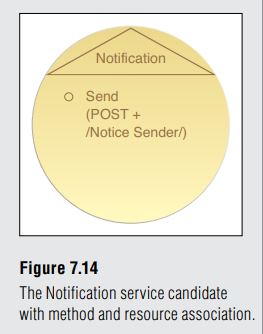 Notification
Send
(POST +
/Notice Sender/)
Figure 7.14
The Notification service candidate
with method and resource association.